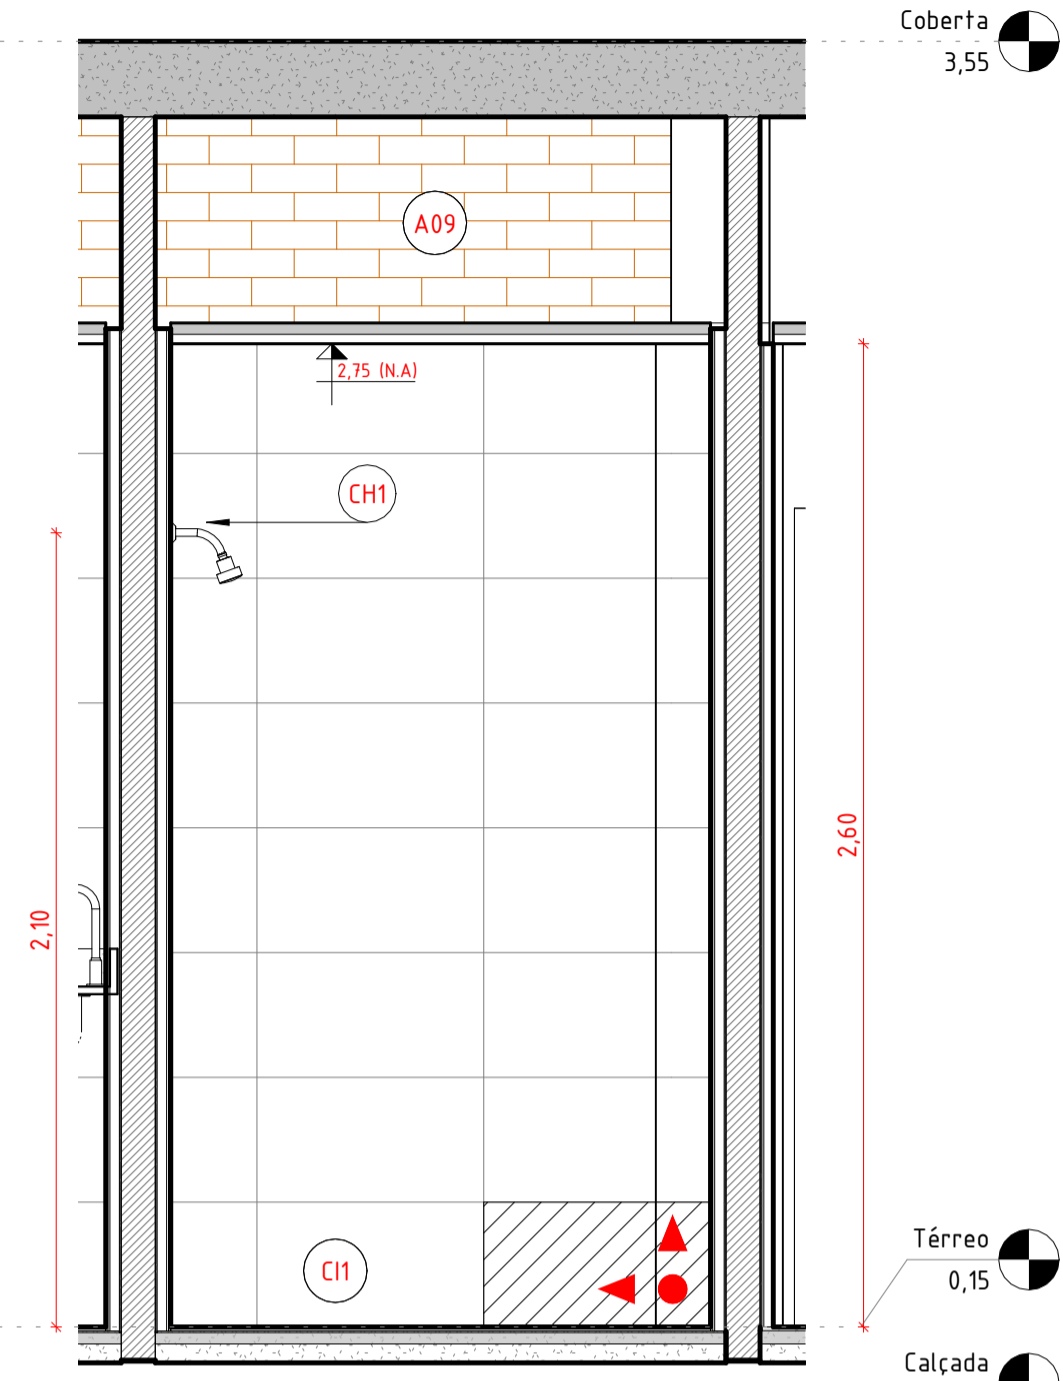 Coberta
3,55
A09
2,75 (N.A)
CH1
2,60
2,10
Térreo
0,15
CI1
Calçada